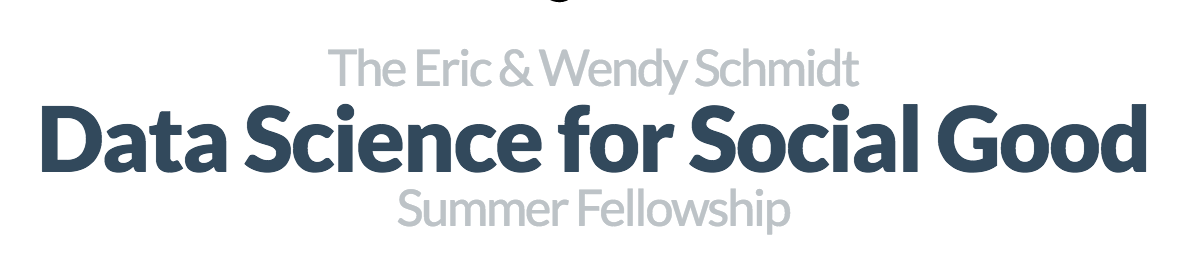 The Eric & Wendy Schmidt
Data Science for Social Good
Summer Fellowship